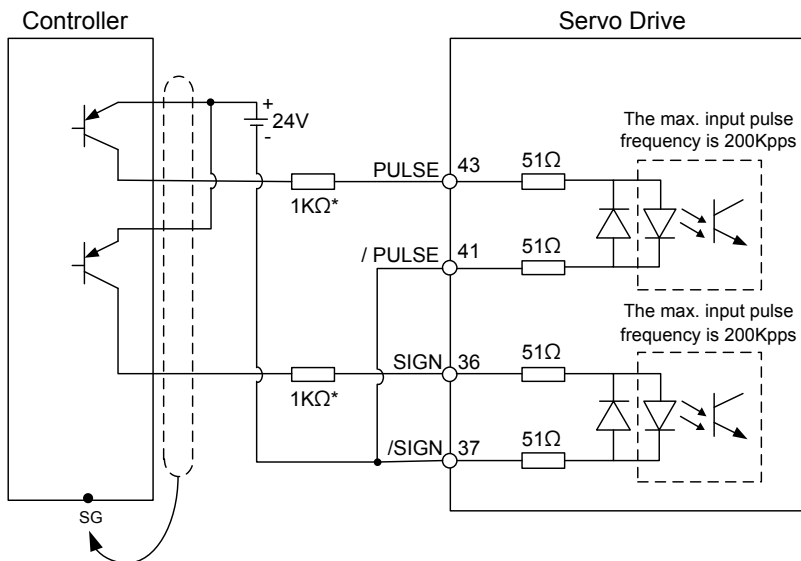 Controller
Servo Drive
+
24V
-
The max. input pulse
frequency is 200Kpps
PULSE
43
51Ω
1KΩ*
/ PULSE
41
51Ω
The max. input pulse
frequency is 200Kpps
SIGN
36
51Ω
1KΩ*
/SIGN
37
51Ω
SG